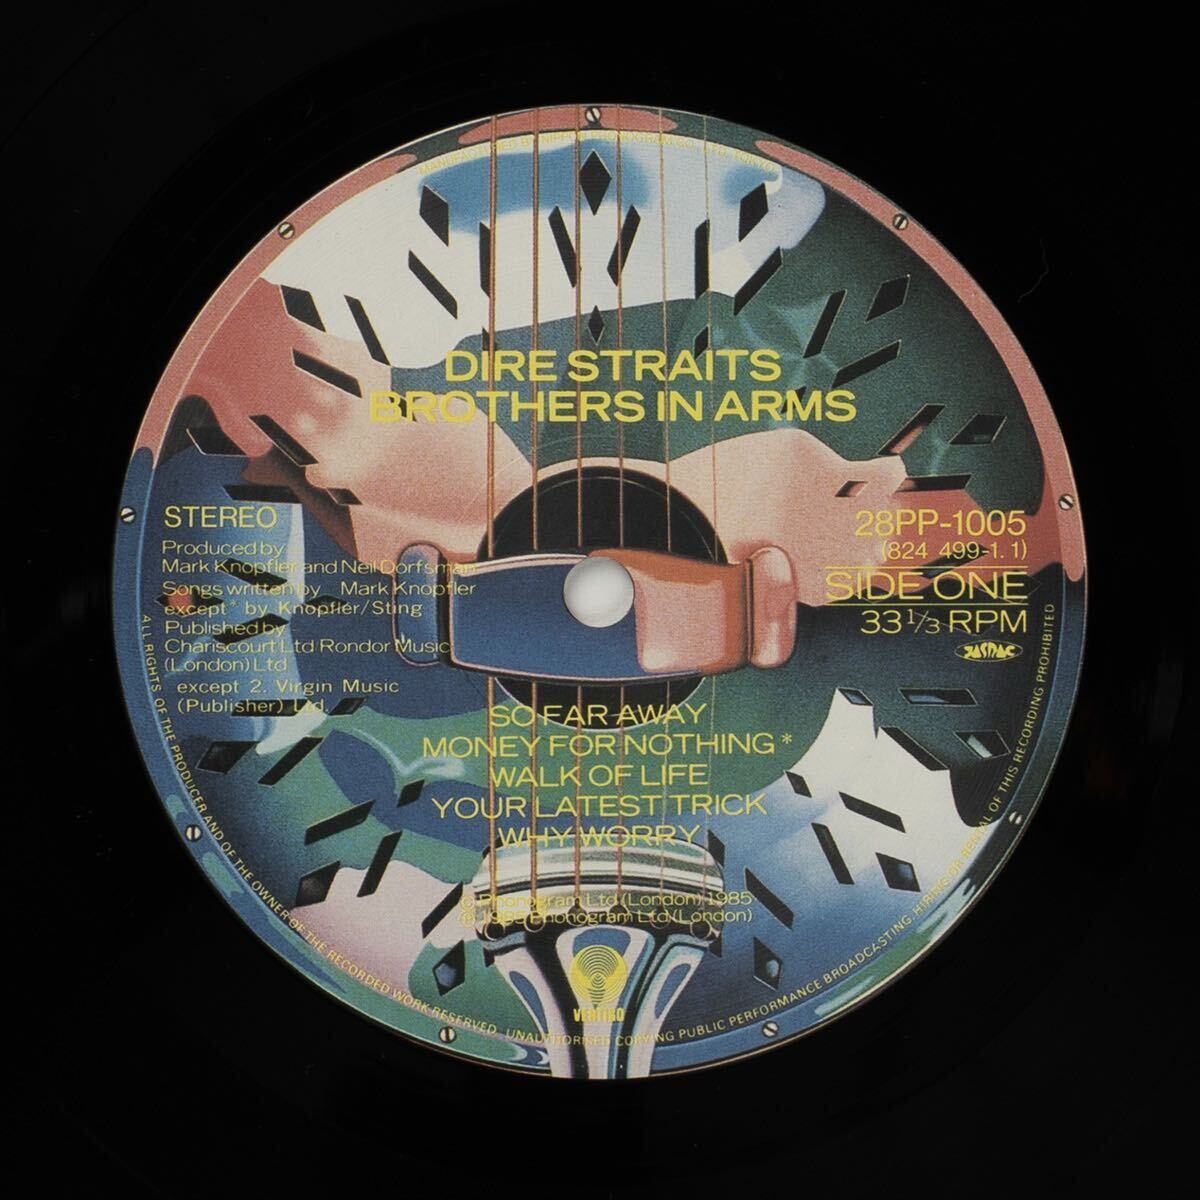 MANUFACTURED BY NIPPON PHONOGRAM CO., LTD. TOKYO
DIRE STRAITS
BROTHERS IN ARMS
STEREO
Produced by
Mark Knopfler and Neil Dorfsman
Songs written by Mark Knopfler
except * by Knopfler/Sting
Published by
Chariscourt Ltd Rondor Music
(London) Ltd
except 2. Virgin Music
(Publisher) Ltd.
28PP-1005
(824 499-1. 1)
SIDE ONE
33 1/3 RPM
JASRAC
SO FAR AWAY
MONEY FOR NOTHING *
WALK OF LIFE
YOUR LATEST TRICK
WHY WORRY
© Phonogram Ltd (London) 1985
℗ 1985 Phonogram Ltd (London)
VERTIGO
ALL RIGHTS OF THE PRODUCER AND OF THE OWNER OF THE RECORDED WORK RESERVED. UNAUTHORISED COPYING PUBLIC PERFORMANCE BROADCASTING, HIRING OR RENTAL OF THIS RECORDING PROHIBITED